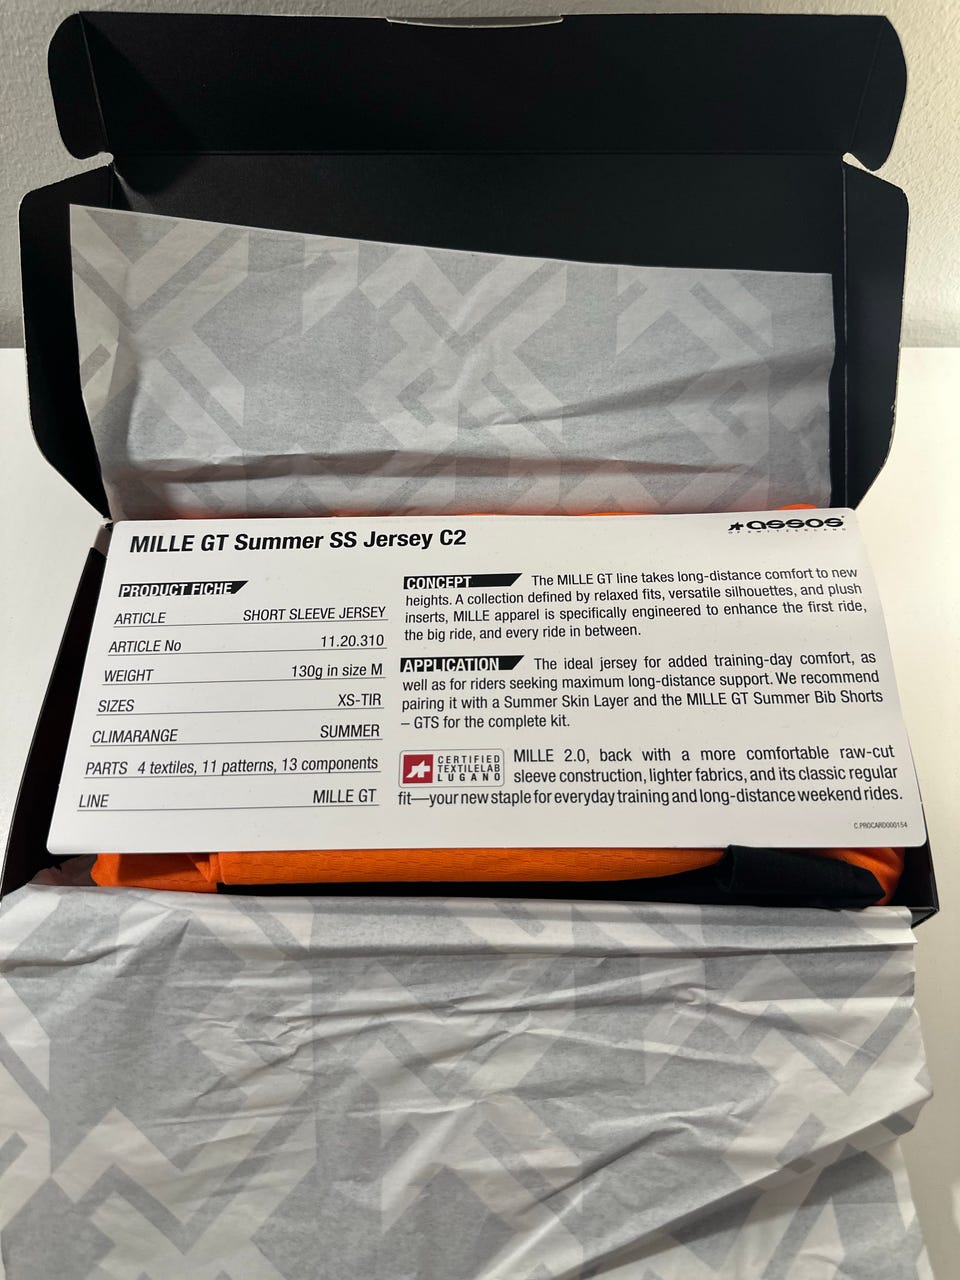 MILLE GT Summer SS Jersey C2
assos
OF SWITZERLAND
PRODUCT FICHE
ARTICLE SHORT SLEEVE JERSEY
ARTICLE No 11.20.310
WEIGHT 130g in size M
SIZES XS-TIR
CLIMARANGE SUMMER
PARTS 4 textiles, 11 patterns, 13 components
LINE MILLE GT
CONCEPT The MILLE GT line takes long-distance comfort to new
heights. A collection defined by relaxed fits, versatile silhouettes, and plush
inserts, MILLE apparel is specifically engineered to enhance the first ride,
the big ride, and every ride in between.
APPLICATION The ideal jersey for added training-day comfort, as
well as for riders seeking maximum long-distance support. We recommend
pairing it with a Summer Skin Layer and the MILLE GT Summer Bib Shorts
– GTS for the complete kit.
CERTIFIED
TEXTILELAB
LUGANO
MILLE 2.0, back with a more comfortable raw-cut
sleeve construction, lighter fabrics, and its classic regular
fit—your new staple for everyday training and long-distance weekend rides.
C.PROCARD000154